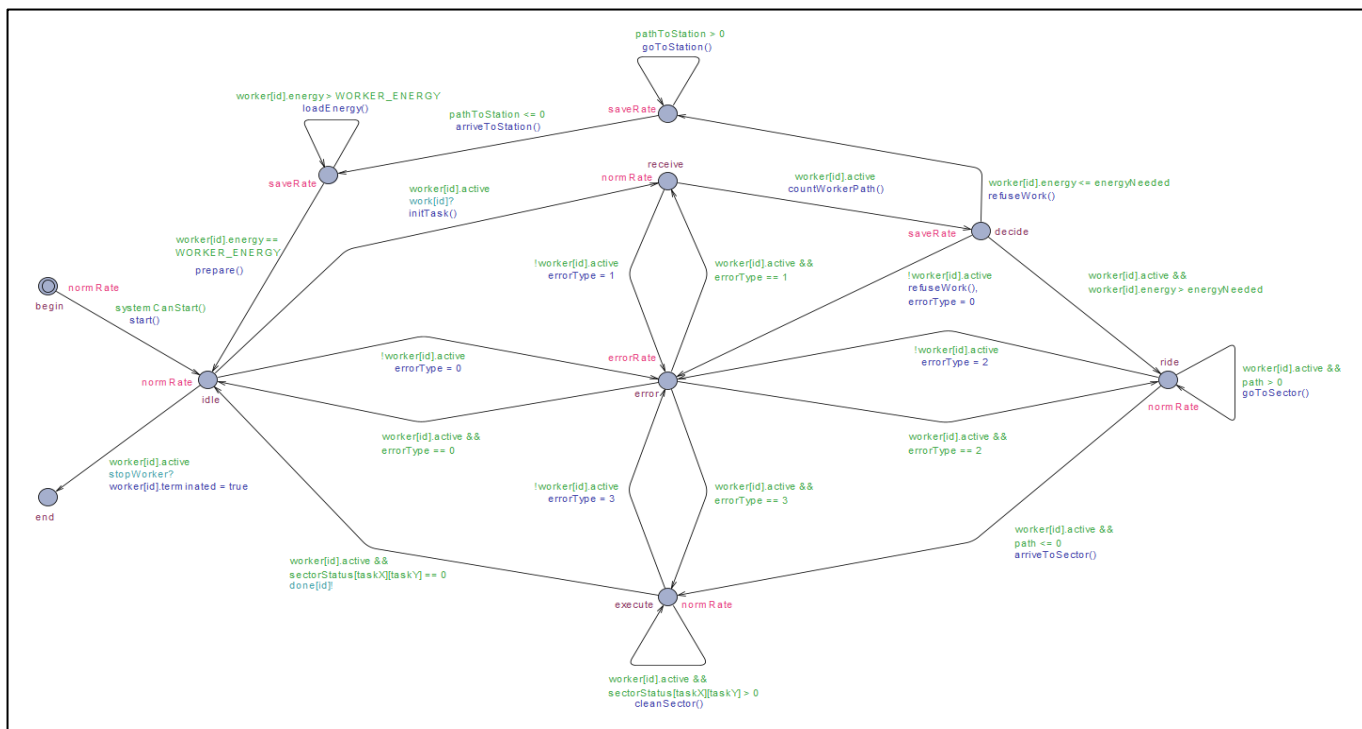 pathToStation > 0
goToStation()
worker[id].energy > WORKER_ENERGY
loadEnergy()
saveRate
pathToStation <= 0
arriveToStation()
saveRate
receive
normRate
worker[id].active
work[id]?
initTask()
worker[id].active
countWorkerPath()
worker[id].energy <= energyNeeded
refuseWork()
saveRate
decide
worker[id].energy ==
WORKER_ENERGY
prepare()
normRate
begin
systemCanStart()
start()
!worker[id].active
errorType = 1
worker[id].active &&
errorType == 1
!worker[id].active
refuseWork(),
errorType = 0
worker[id].active &&
worker[id].energy > energyNeeded
!worker[id].active
errorType = 0
errorRate
error
!worker[id].active
errorType = 2
ride
normRate
worker[id].active &&
path > 0
goToSector()
normRate
idle
worker[id].active &&
errorType == 0
worker[id].active &&
errorType == 2
worker[id].active
stopWorker?
worker[id].terminated = true
end
!worker[id].active
errorType = 3
worker[id].active &&
errorType == 3
worker[id].active &&
path <= 0
arriveToSector()
worker[id].active &&
sectorStatus[taskX][taskY] == 0
done[id]!
execute
normRate
worker[id].active &&
sectorStatus[taskX][taskY] > 0
cleanSector()